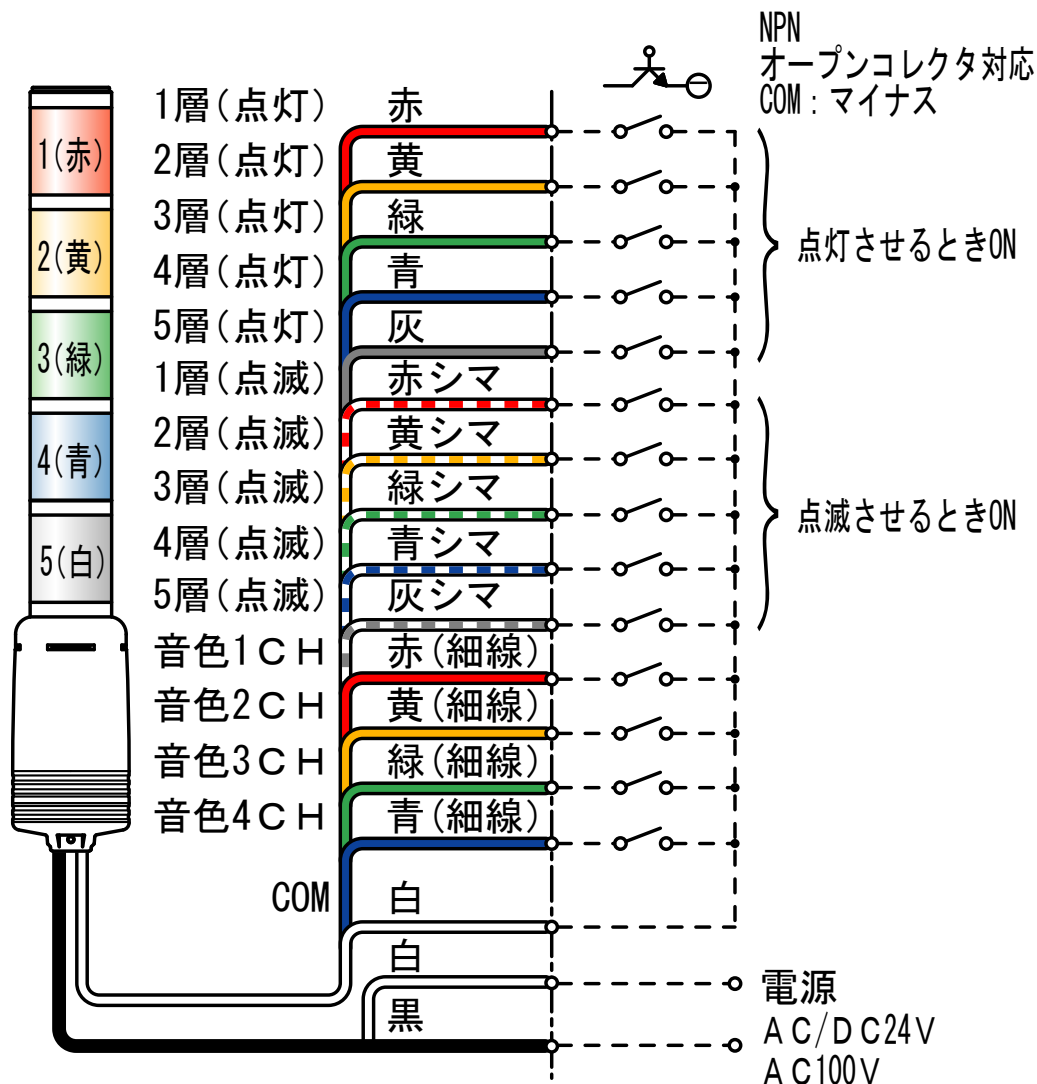 NPN
オープンコレクタ対応
COM：マイナス
1(赤)
2(黄)
3(緑)
4(青)
5(白)
1層(点灯) 赤
2層(点灯) 黄
3層(点灯) 緑
4層(点灯) 青
5層(点灯) 灰
1層(点滅) 赤シマ
2層(点滅) 黄シマ
3層(点滅) 緑シマ
4層(点滅) 青シマ
5層(点滅) 灰シマ
音色1ＣＨ 赤(細線)
音色2ＣＨ 黄(細線)
音色3ＣＨ 緑(細線)
音色4ＣＨ 青(細線)
COM 白
白
黒
点灯させるときON
点滅させるときON
電源
ＡＣ/ＤＣ24Ｖ
ＡＣ100Ｖ